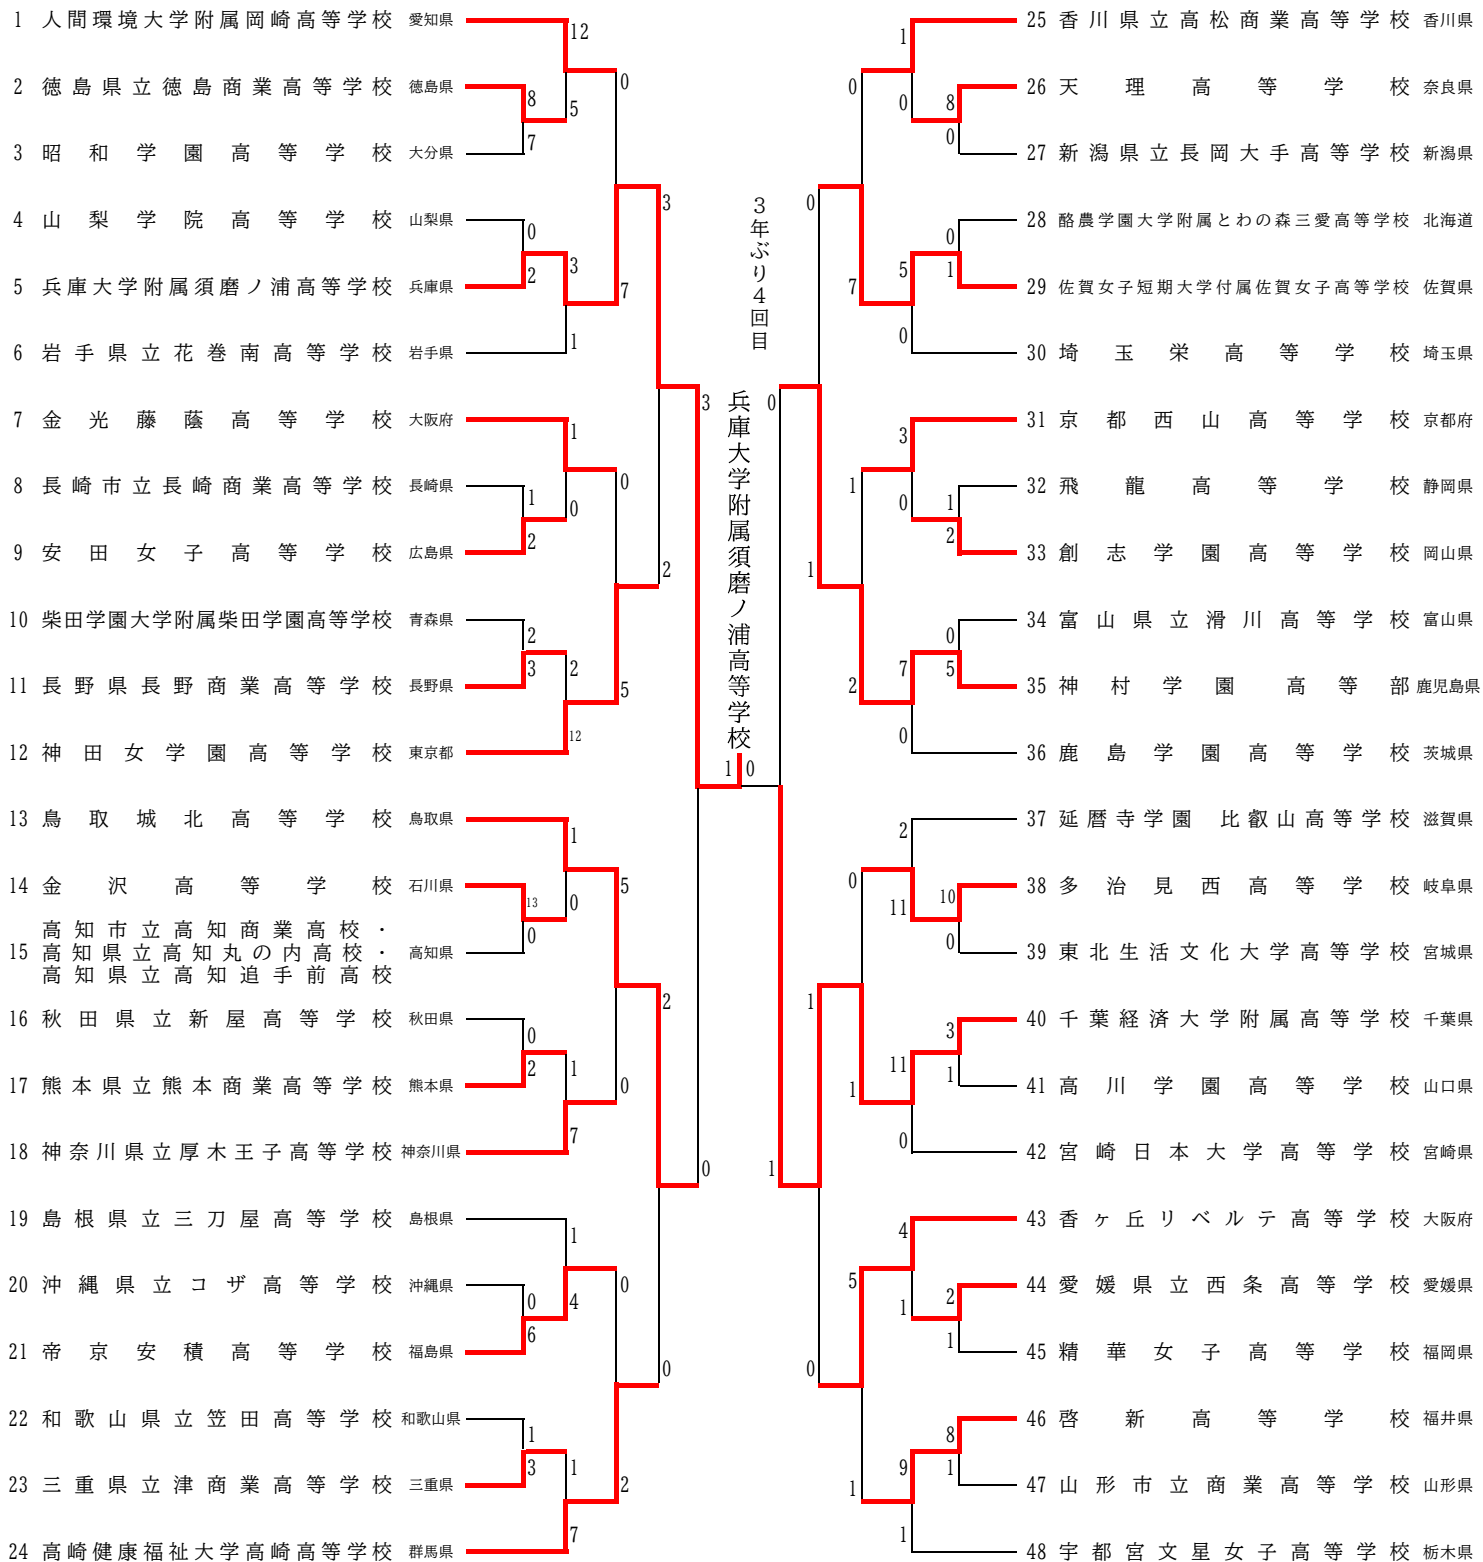 1 人間環境大学附属岡崎高等学校 愛知県
2 徳島県立徳島商業高等学校 徳島県
3 昭和学園高等学校 大分県
4 山梨学院高等学校 山梨県
5 兵庫大学附属須磨ノ浦高等学校 兵庫県
6 岩手県立花巻南高等学校 岩手県
7 金光藤蔭高等学校 大阪府
8 長崎市立長崎商業高等学校 長崎県
9 安田女子高等学校 広島県
10 柴田学園大学附属柴田学園高等学校 青森県
11 長野県長野商業高等学校 長野県
12 神田女学園高等学校 東京都
13 鳥取城北高等学校 鳥取県
14 金沢高等学校 石川県
高知市立高知商業高校・
15 高知県立高知丸の内高校・ 高知県
高知県立高知追手前高校
16 秋田県立新屋高等学校 秋田県
17 熊本県立熊本商業高等学校 熊本県
18 神奈川県立厚木王子高等学校 神奈川県
19 島根県立三刀屋高等学校 島根県
20 沖縄県立コザ高等学校 沖縄県
21 帝京安積高等学校 福島県
22 和歌山県立笠田高等学校 和歌山県
23 三重県立津商業高等学校 三重県
24 高崎健康福祉大学高崎高等学校 群馬県
12
5
8
7
0
0
2
3
1
7
3
1
0
1
2
0
2
3
2
12
5
2
3
1
0
13
0
5
0
2
1
7
0
2
1
4
0
6
0
1
3
1
7
2
0
0
3年ぶり4回目
兵庫大学附属須磨ノ浦高等学校
1 0
1
0
8
0
0
0
1
5
0
7
0
3
0
1
2
1
0
5
7
0
2
1
0
2
11
10
0
0
3
1
11
0
1
1
4
1
2
1
5
8
1
9
1
1
0
1
25 香川県立高松商業高等学校 香川県
26 天理高等学校 奈良県
27 新潟県立長岡大手高等学校 新潟県
28 酪農学園大学附属とわの森三愛高等学校 北海道
29 佐賀女子短期大学付属佐賀女子高等学校 佐賀県
30 埼玉栄高等学校 埼玉県
31 京都西山高等学校 京都府
32 飛龍高等学校 静岡県
33 創志学園高等学校 岡山県
34 富山県立滑川高等学校 富山県
35 神村学園 高等部 鹿児島県
36 鹿島学園高等学校 茨城県
37 延暦寺学園 比叡山高等学校 滋賀県
38 多治見西高等学校 岐阜県
39 東北生活文化大学高等学校 宮城県
40 千葉経済大学附属高等学校 千葉県
41 高川学園高等学校 山口県
42 宮崎日本大学高等学校 宮崎県
43 香ヶ丘リベルテ高等学校 大阪府
44 愛媛県立西条高等学校 愛媛県
45 精華女子高等学校 福岡県
46 啓新高等学校 福井県
47 山形市立商業高等学校 山形県
48 宇都宮文星女子高等学校 栃木県